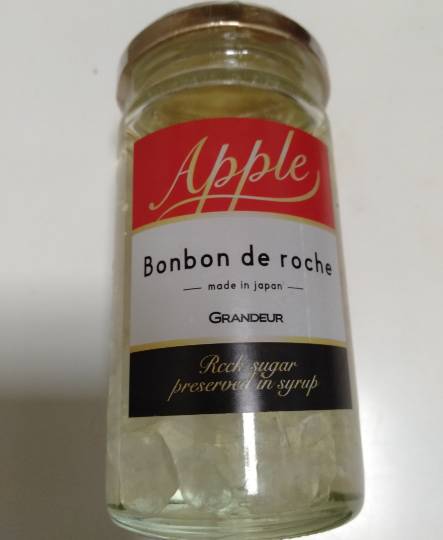 Apple
Bonbon de roche
made in japan
GRANDEUR
Rock sugar
preserved in syrup